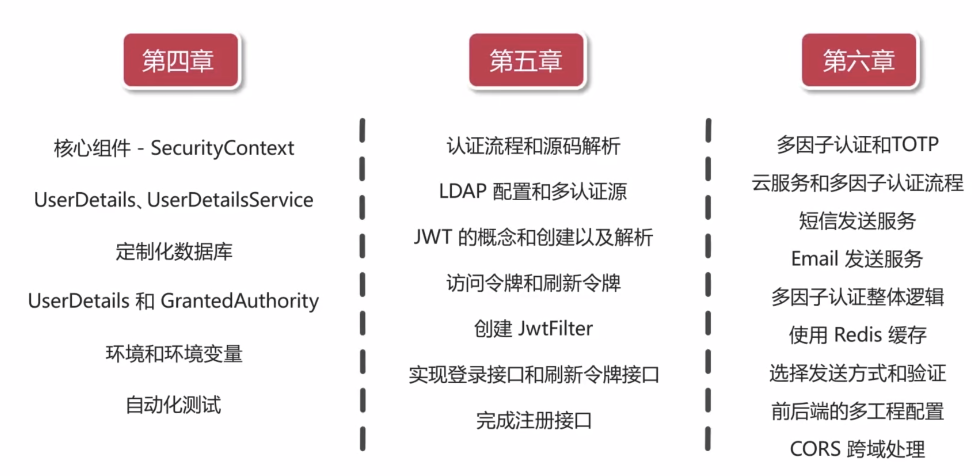 第四章
核心组件 - SecurityContext
UserDetails、UserDetailsService
定制化数据库
UserDetails 和 GrantedAuthority
环境和环境变量
自动化测试
第五章
认证流程和源码解析
LDAP 配置和多认证源
JWT 的概念和创建以及解析
访问令牌和刷新令牌
创建 JwtFilter
实现登录接口和刷新令牌接口
完成注册接口
第六章
多因子认证和TOTP
云服务和多因子认证流程
短信发送服务
Email 发送服务
多因子认证整体逻辑
使用 Redis 缓存
选择发送方式和验证
前后端的多工程配置
CORS 跨域处理